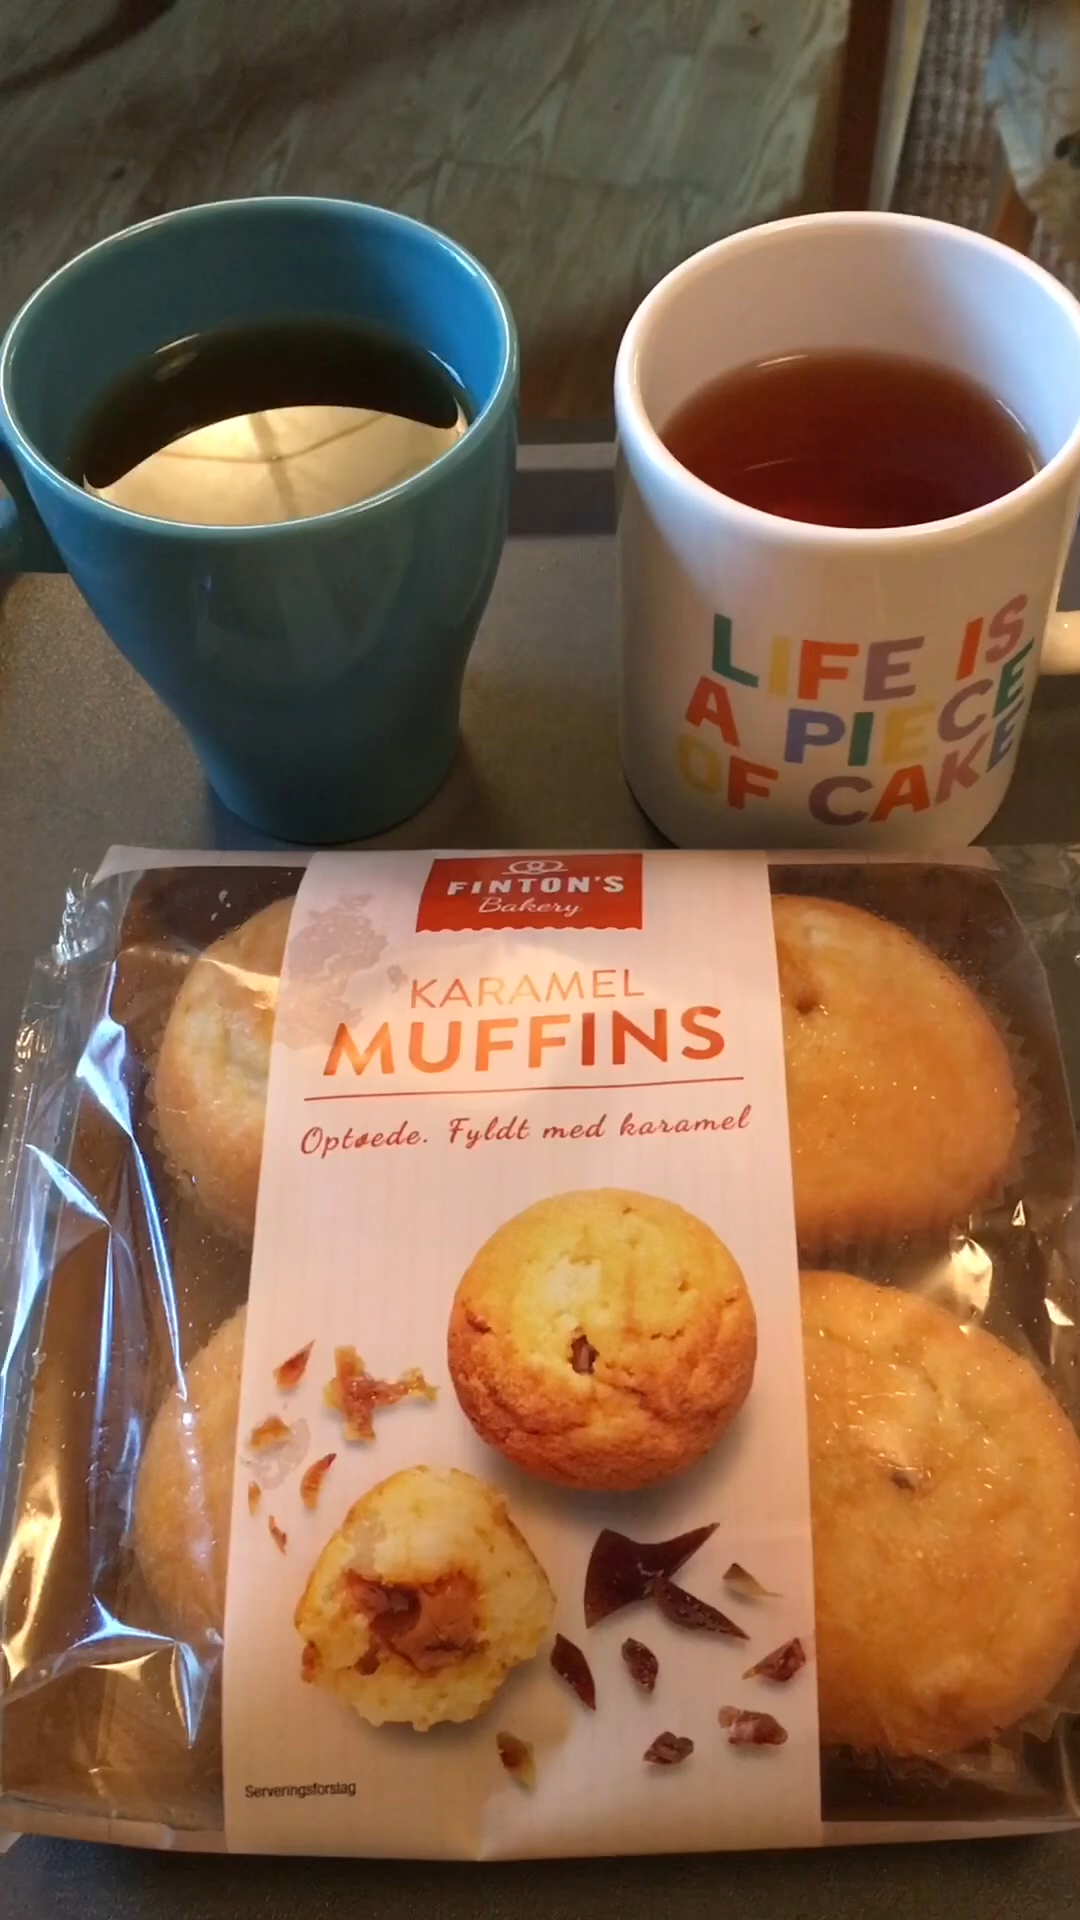 LIFE IS
A PIECE
OF CAKE
FINTON'S
Bakery
KARAMEL
MUFFINS
Optøede. Fyldt med karamel
Serveringsforslag